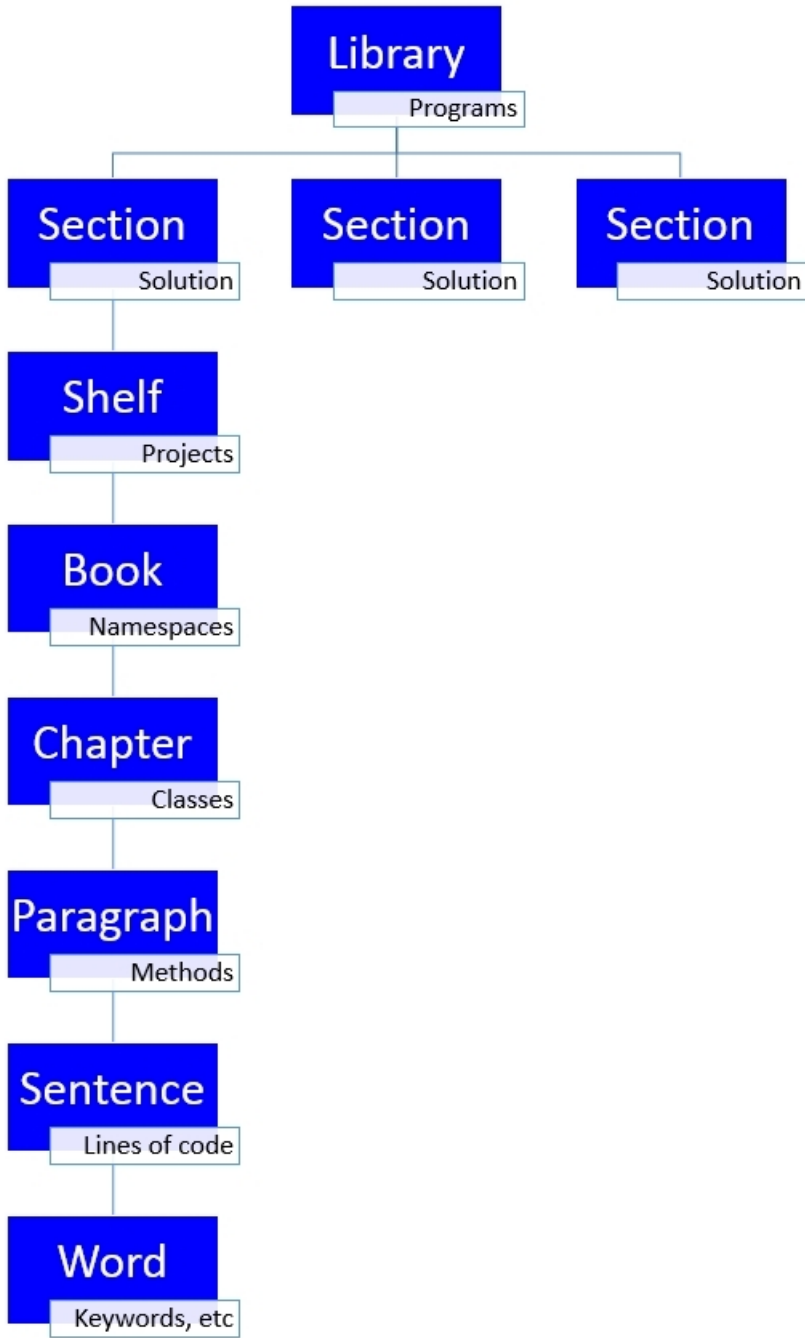 Library
Programs
Section
Solution
Section
Solution
Section
Solution
Shelf
Projects
Book
Namespaces
Chapter
Classes
Paragraph
Methods
Sentence
Lines of code
Word
Keywords, etc